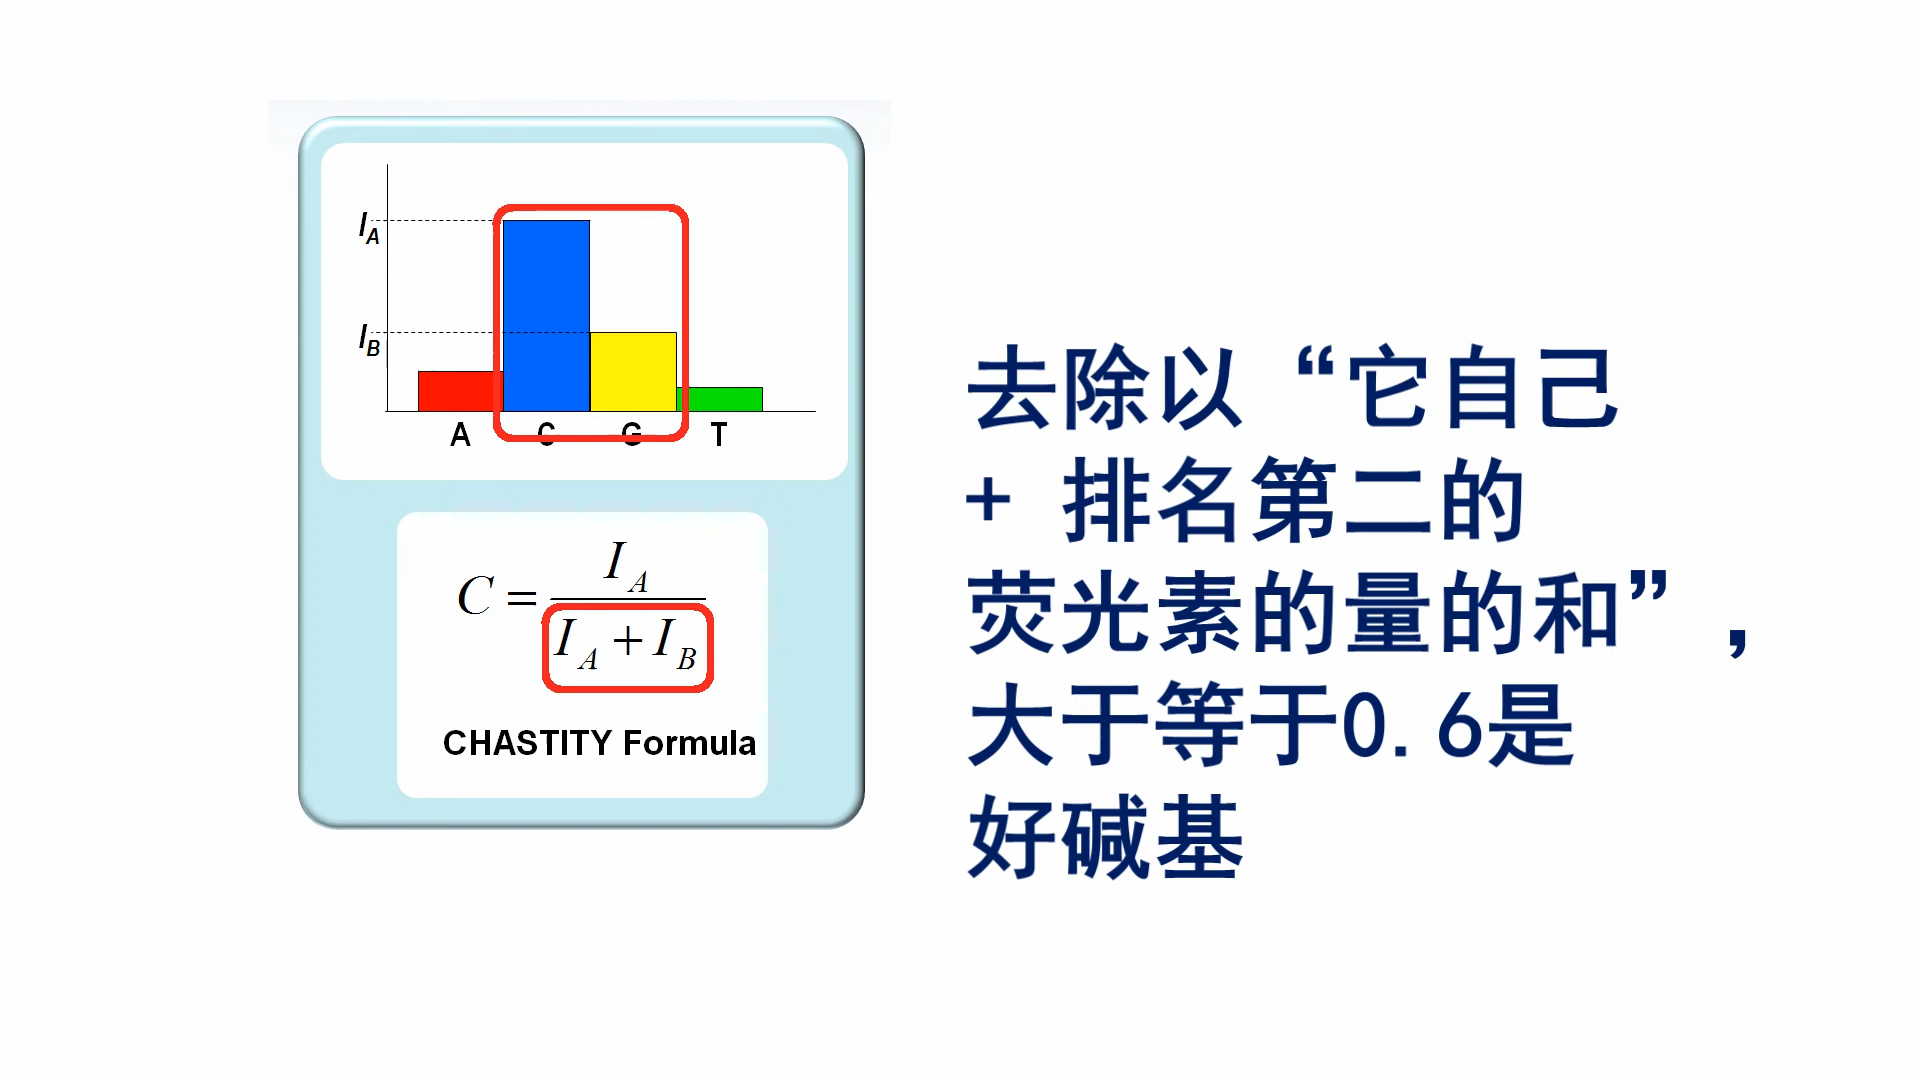 I_A
I_B
A C G T
C = I_A / (I_A + I_B)
CHASTITY Formula
去除以“它自己
+ 排名第二的
荧光素的量的和”，
大于等于0.6是
好碱基